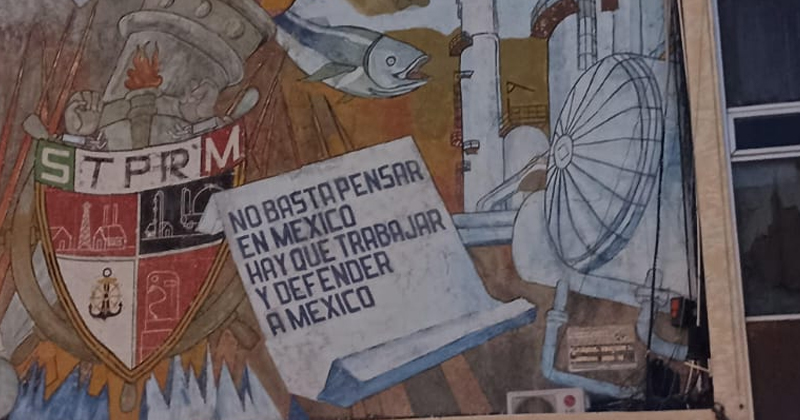 STPRM
NO BASTA PENSAR
EN MEXICO
HAY QUE TRABAJAR
Y DEFENDER
A MEXICO